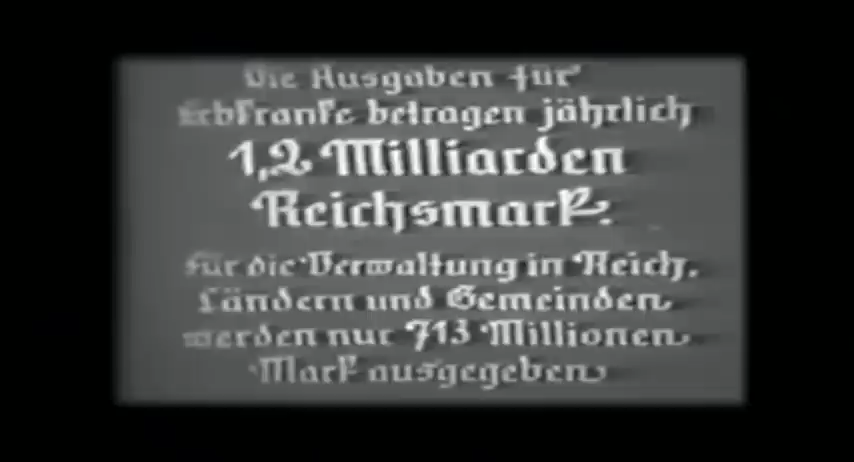 Die Ausgaben für
Erbkranke betragen jährlich
1,2 Milliarden
Reichsmark.
Für die Verwaltung in Reich,
Ländern und Gemeinden
werden nur 713 Millionen
Mark ausgegeben